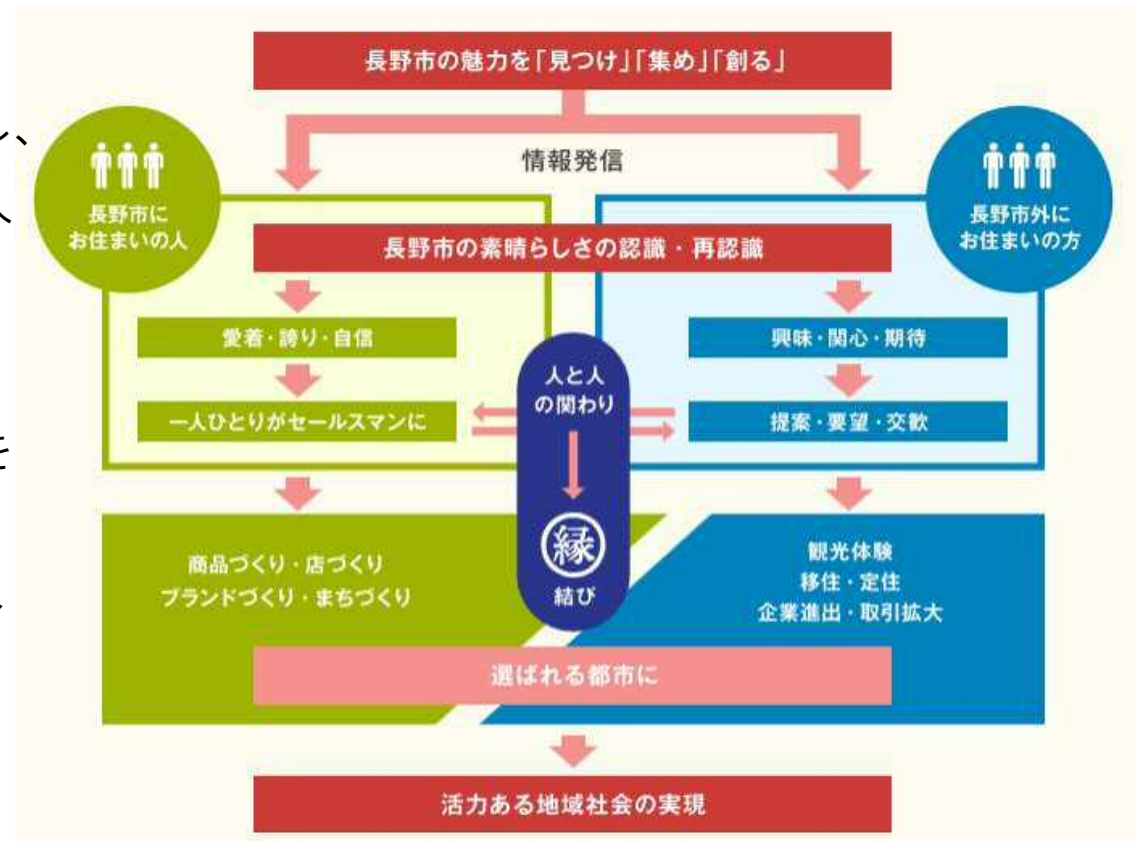 長野市の魅力を「見つけ」「集め」「創る」
情報発信
長野市に
お住まいの人
長野市外に
お住まいの方
長野市の素晴らしさの認識・再認識
愛着・誇り・自信
興味・関心・期待
人と人
の関わり
一人ひとりがセールスマンに
提案・要望・交歓
縁
結び
商品づくり・店づくり
ブランドづくり・まちづくり
観光体験
移住・定住
企業進出・取引拡大
選ばれる都市に
活力ある地域社会の実現